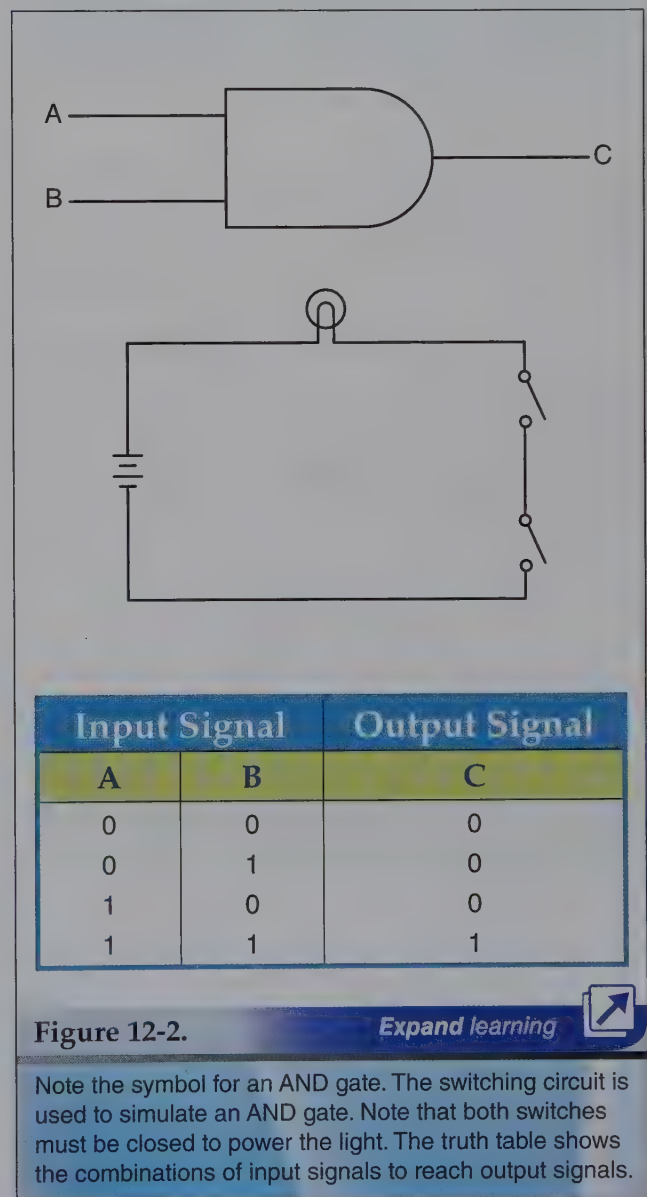 A
B
C
Input Signal Output Signal
A B C
0 0 0
0 1 0
1 0 0
1 1 1
Figure 12-2.
Expand learning
Note the symbol for an AND gate. The switching circuit is
used to simulate an AND gate. Note that both switches
must be closed to power the light. The truth table shows
the combinations of input signals to reach output signals.